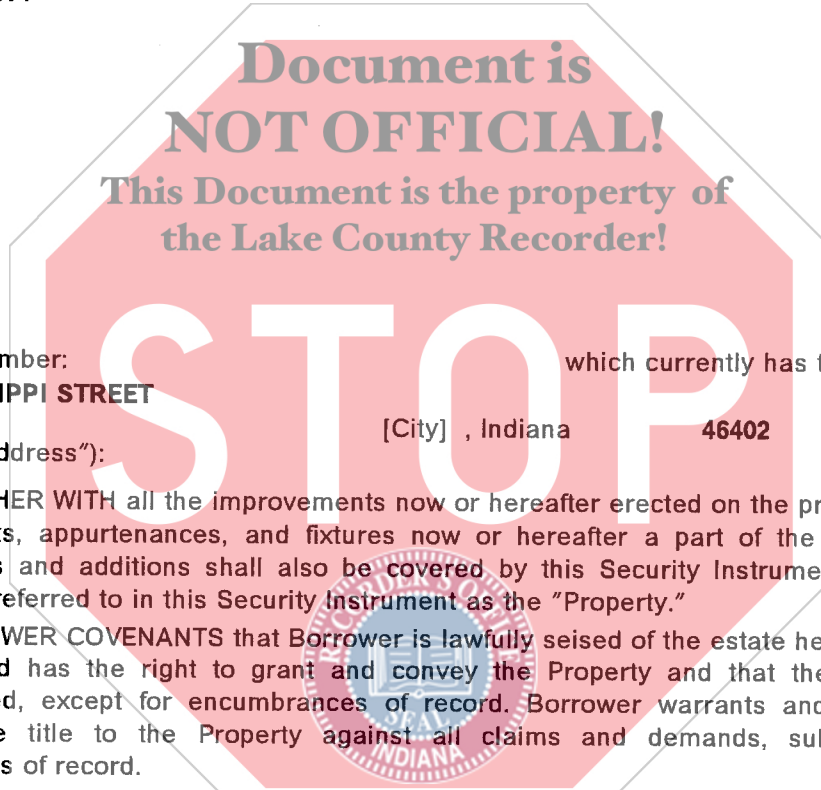 Document is
NOT OFFICIAL!
This Document is the property of
the Lake County Recorder!
STOP
mber: which currently has t
IPPI STREET
[City] , Indiana 46402
ddress"):
HER WITH all the improvements now or hereafter erected on the pr
ts, appurtenances, and fixtures now or hereafter a part of the
s and additions shall also be covered by this Security Instrume
referred to in this Security Instrument as the "Property."
WER COVENANTS that Borrower is lawfully seised of the estate he
d has the right to grant and convey the Property and that the
ed, except for encumbrances of record. Borrower warrants and
e title to the Property against all claims and demands, su
s of record.
RECORDER'S OFFICE
SEAL
INDIANA